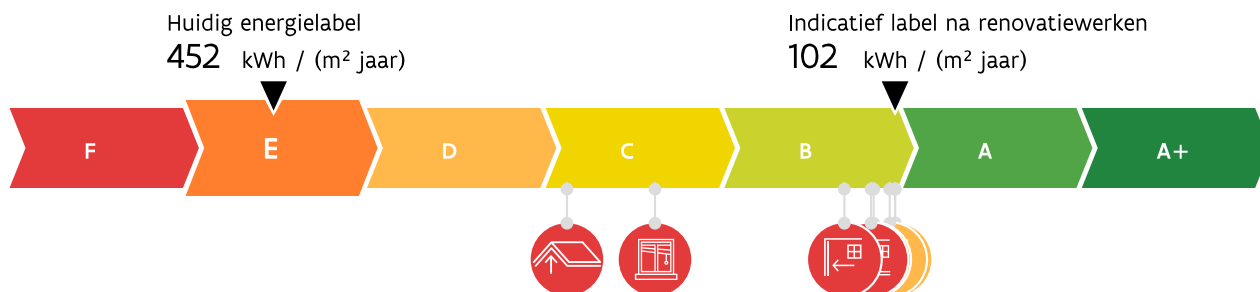 Huidig energielabel
452 kWh / (m² jaar)
Indicatief label na renovatiewerken
102 kWh / (m² jaar)
F E D C B A A+